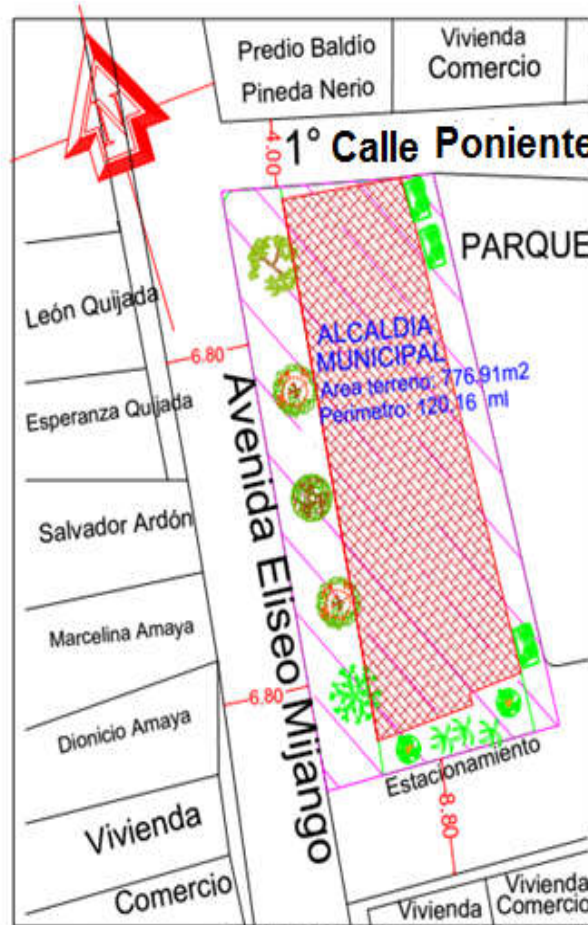 Predio Baldío
Pineda Nerio
Vivienda
Comercio
N
4.00
1° Calle Poniente
PARQUE
León Quijada
6.80
ALCALDIA
MUNICIPAL
Area terreno: 776.91m2
Perimetro: 120.16 ml
Esperanza Quijada
Avenida Eliseo Mijango
Salvador Ardón
Marcelina Amaya
6.80
Dionicio Amaya
Estacionamiento
8.80
Vivienda
Comercio
Vivienda
Vivienda
Comercio